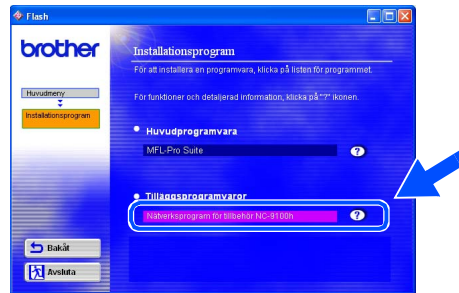 Flash
brother
Installationsprogram
För att installera en programvara, klicka på listen för programmet.
För funktioner och detaljerad information, klicka på "?" ikonen.
Huvudmeny
Installationsprogram
Huvudprogramvara
MFL-Pro Suite ?
Tilläggsprogramvaror
Nätverksprogram för tillbehör NC-9100h ?
Bakåt
Avsluta